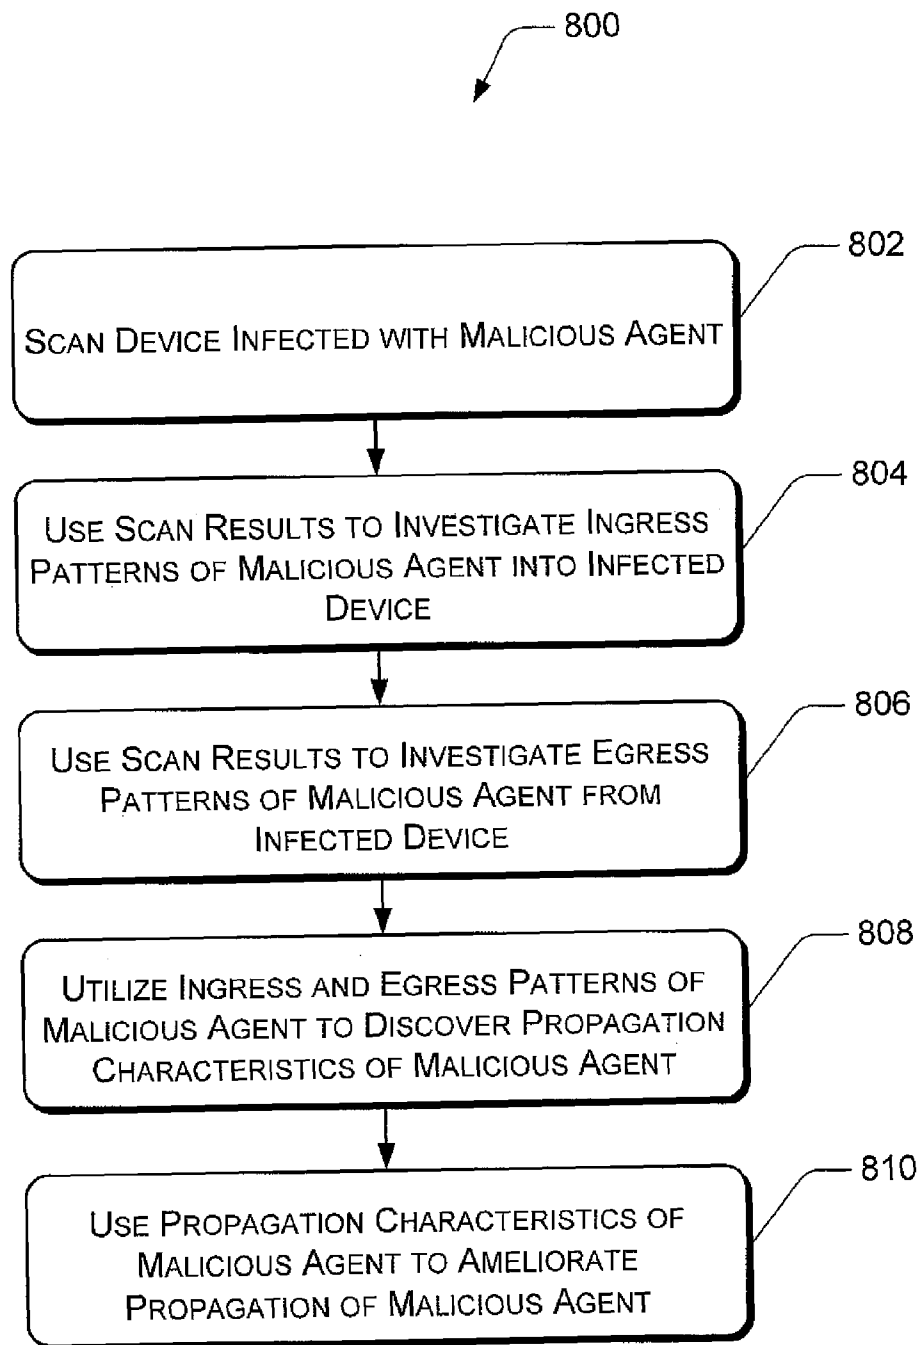 800
802
SCAN DEVICE INFECTED WITH MALICIOUS AGENT
804
USE SCAN RESULTS TO INVESTIGATE INGRESS
PATTERNS OF MALICIOUS AGENT INTO INFECTED
DEVICE
806
USE SCAN RESULTS TO INVESTIGATE EGRESS
PATTERNS OF MALICIOUS AGENT FROM
INFECTED DEVICE
808
UTILIZE INGRESS AND EGRESS PATTERNS OF
MALICIOUS AGENT TO DISCOVER PROPAGATION
CHARACTERISTICS OF MALICIOUS AGENT
810
USE PROPAGATION CHARACTERISTICS OF
MALICIOUS AGENT TO AMELIORATE
PROPAGATION OF MALICIOUS AGENT